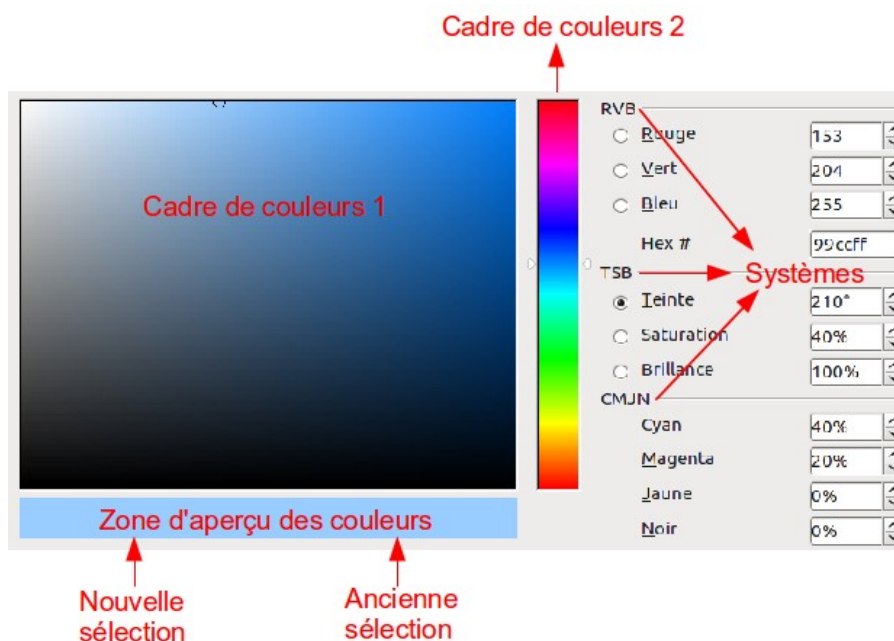 Cadre de couleurs 2
Cadre de couleurs 1
RVB
Rouge 153
Vert 204
Bleu 255
Hex # 99ccff
TSB
Systèmes
Teinte 210°
Saturation 40%
Brillance 100%
CMJN
Cyan 40%
Magenta 20%
Jaune 0%
Noir 0%
Zone d'aperçu des couleurs
Nouvelle
sélection
Ancienne
sélection